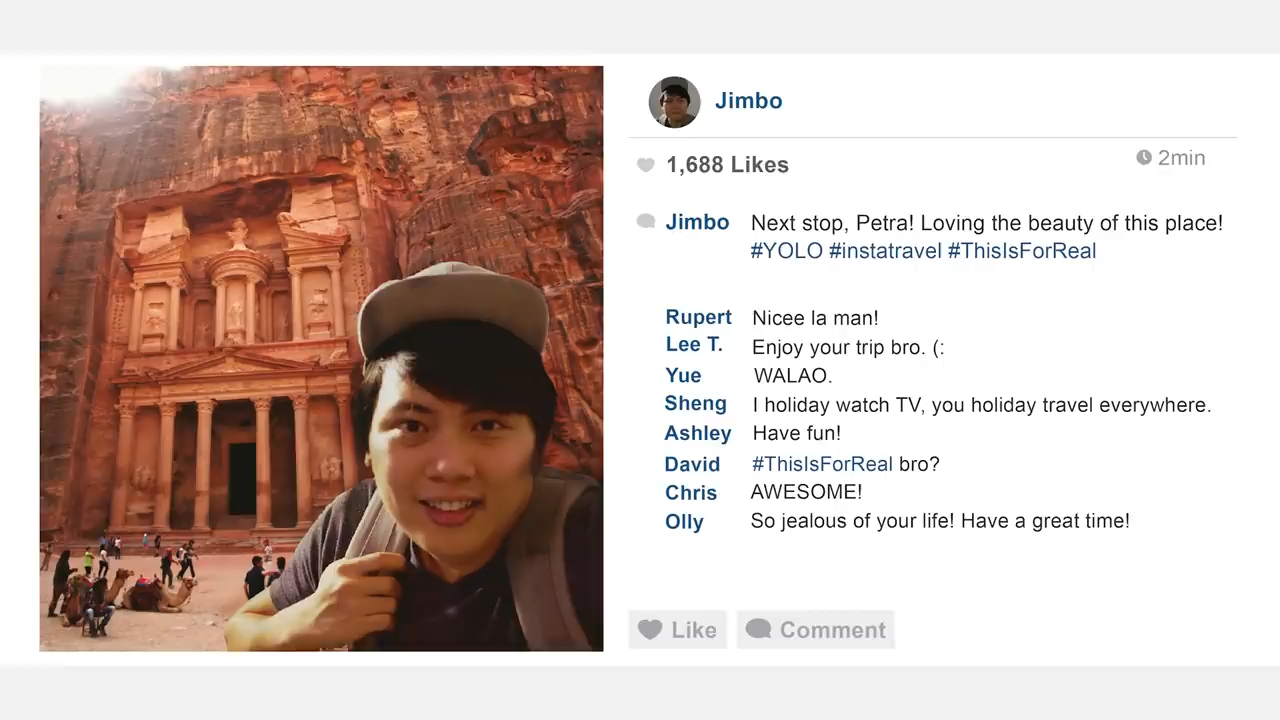 Jimbo
1,688 Likes
2min
Jimbo Next stop, Petra! Loving the beauty of this place!
#YOLO #instatravel #ThisIsForReal
Rupert Nicee la man!
Lee T. Enjoy your trip bro. (:
Yue WALAO.
Sheng I holiday watch TV, you holiday travel everywhere.
Ashley Have fun!
David #ThisIsForReal bro?
Chris AWESOME!
Olly So jealous of your life! Have a great time!
Like Comment